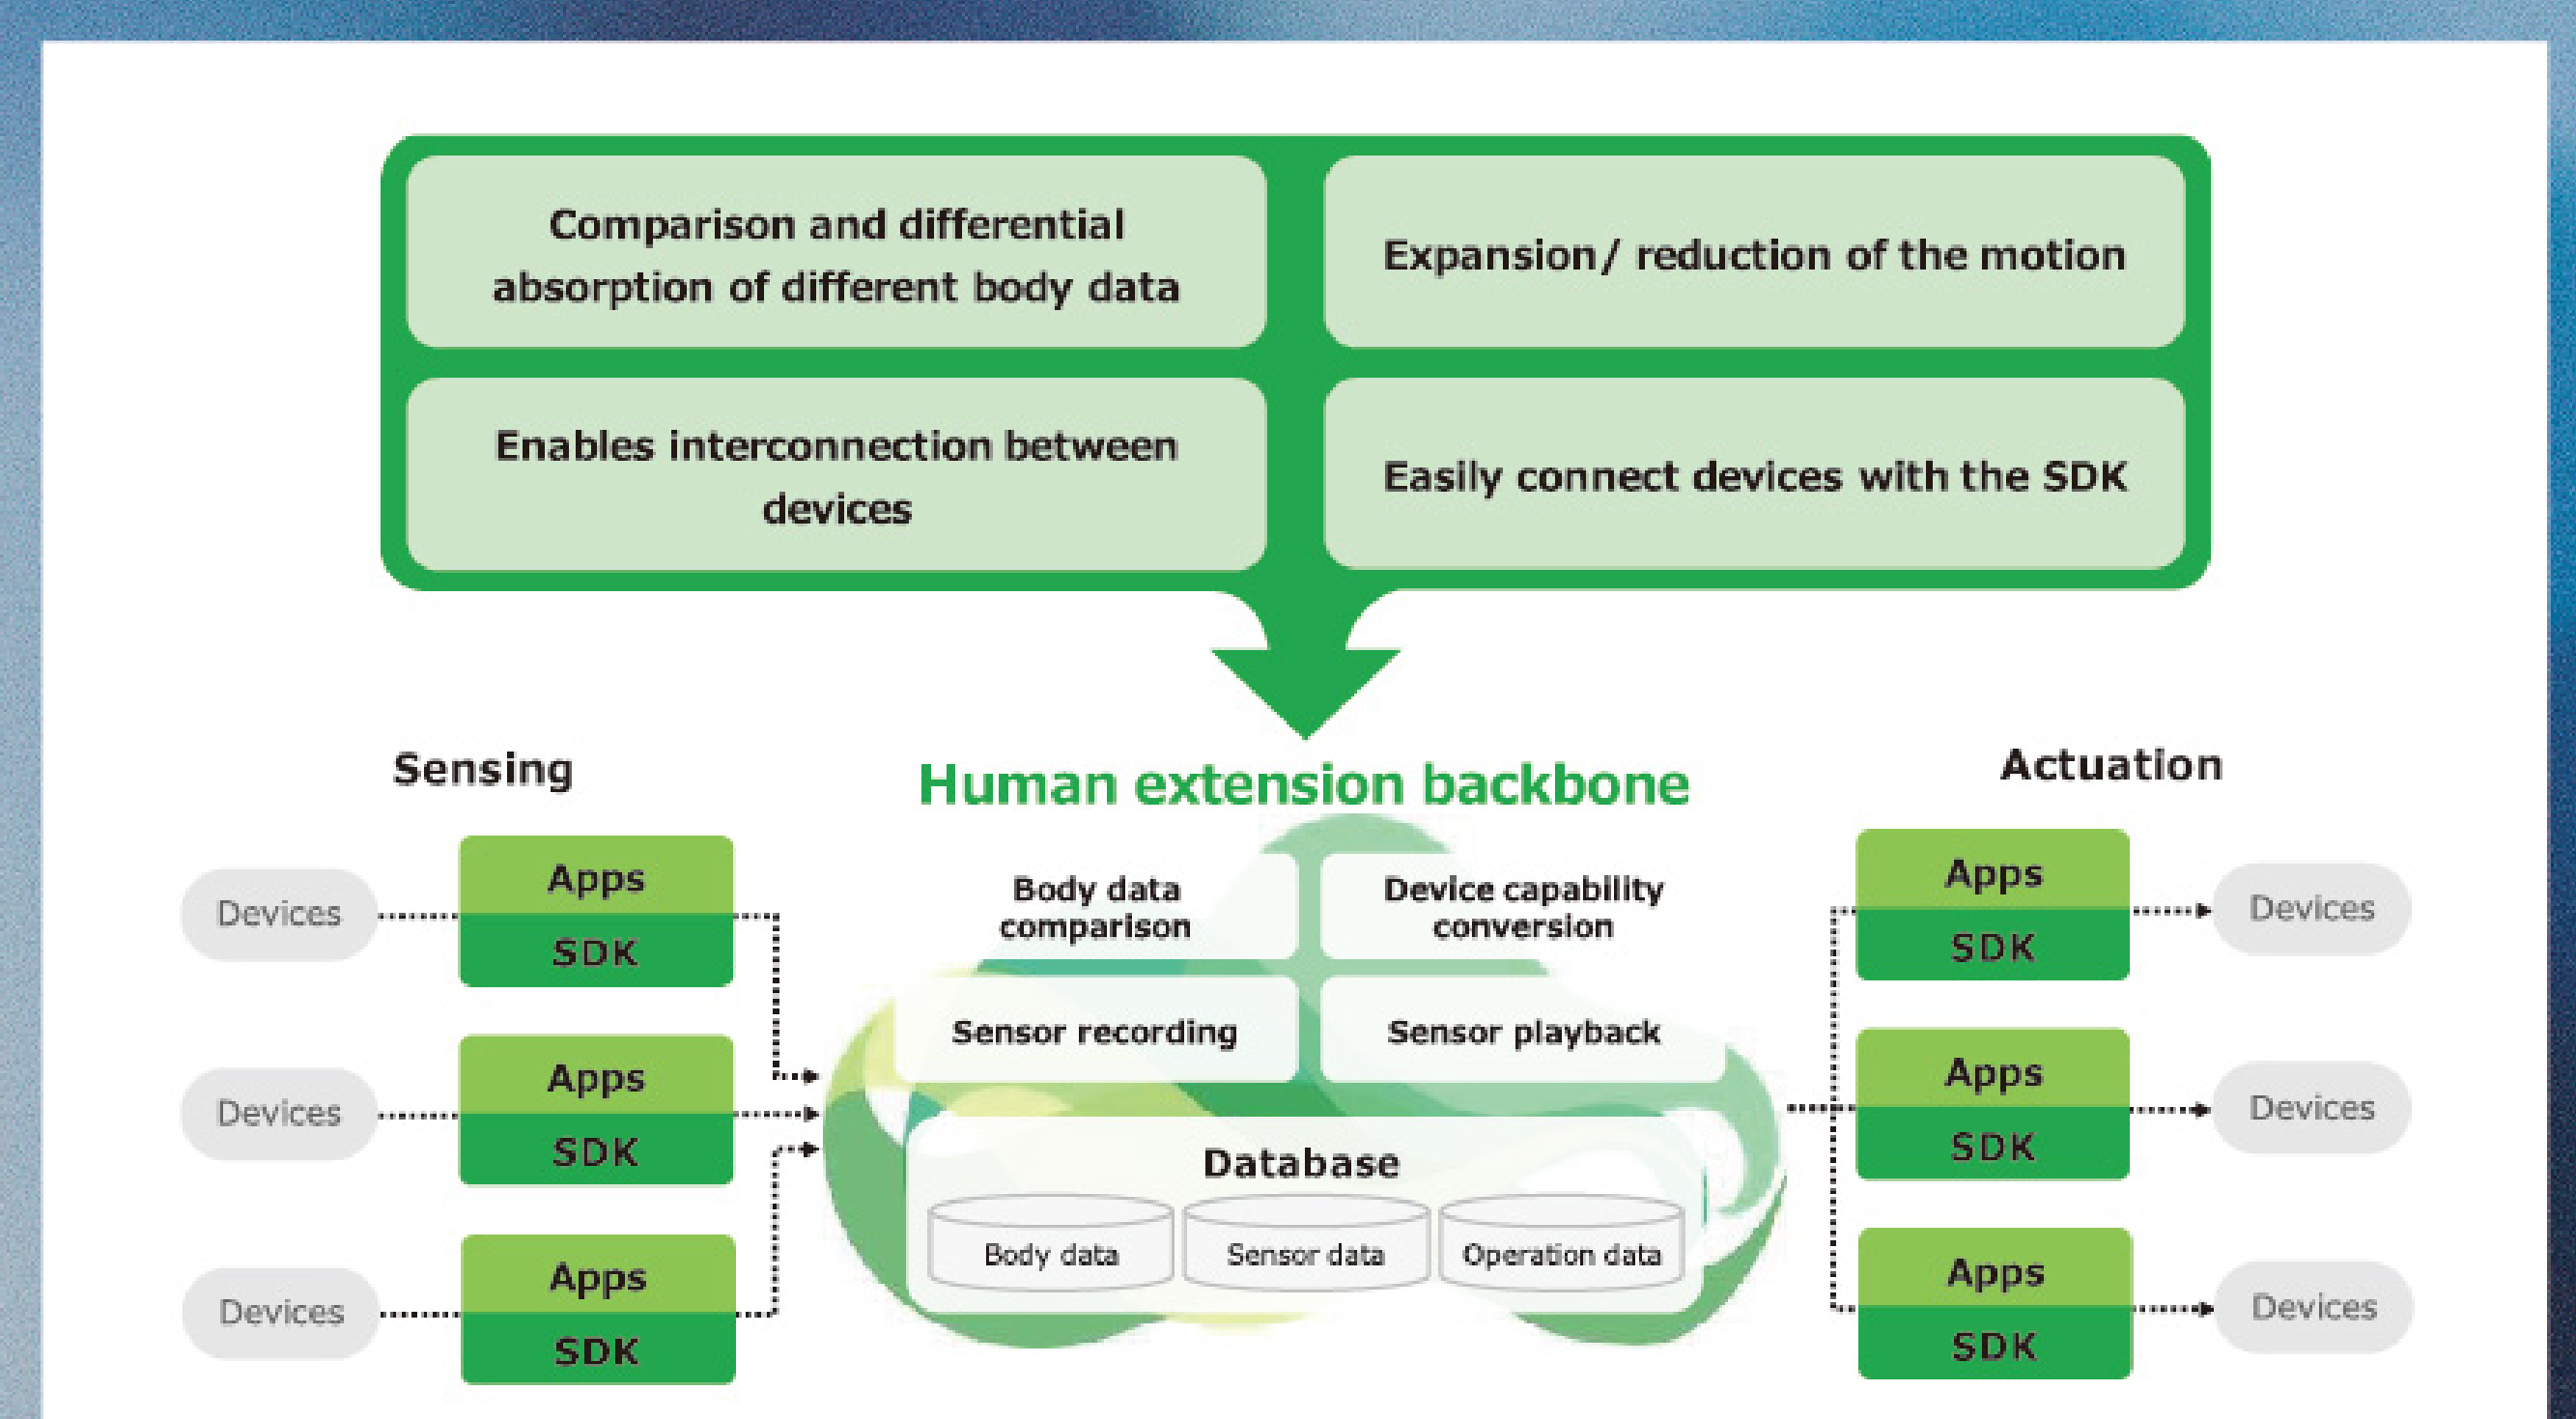 Comparison and differential
absorption of different body data
Expansion/ reduction of the motion
Enables interconnection between
devices
Easily connect devices with the SDK
Sensing
Human extension backbone
Actuation
Devices
Apps
SDK
Devices
Apps
SDK
Devices
Apps
SDK
Body data
comparison
Device capability
conversion
Sensor recording
Sensor playback
Database
Body data
Sensor data
Operation data
Apps
SDK
Devices
Apps
SDK
Devices
Apps
SDK
Devices